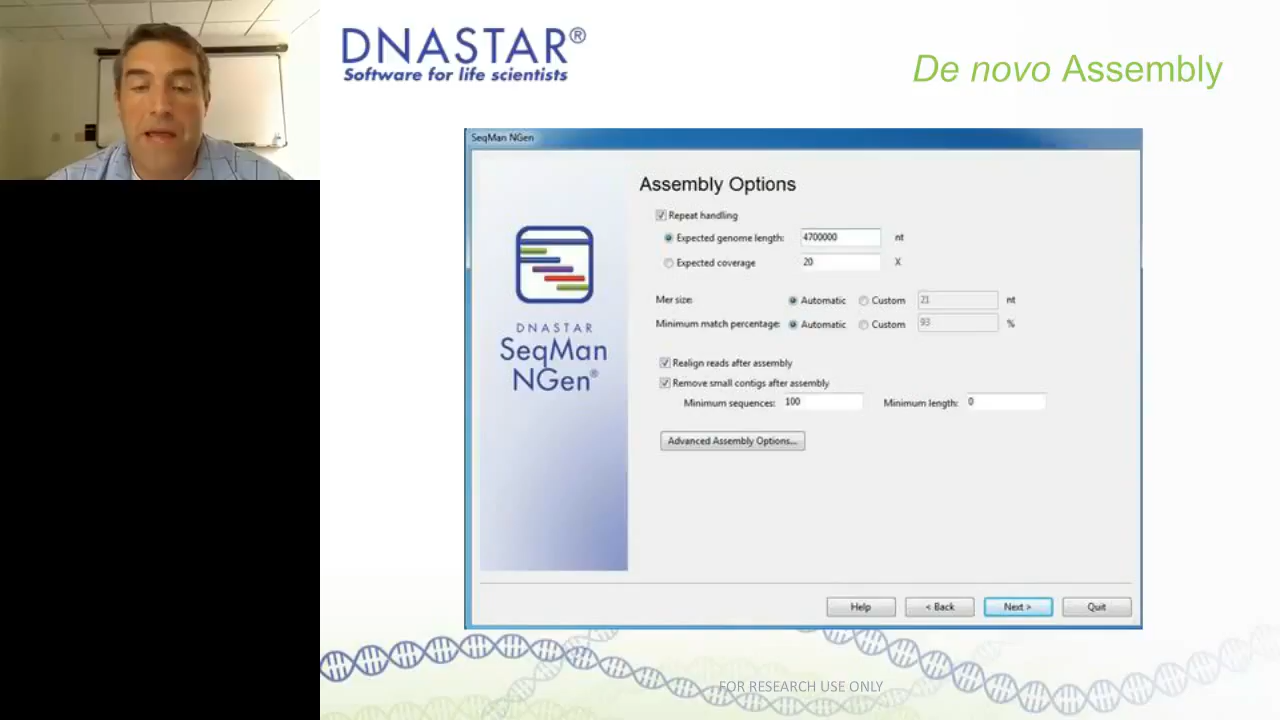 DNASTAR®
Software for life scientists
De novo Assembly
SeqMan NGen
Assembly Options
Repeat handling
Expected genome length: 4700000 nt
Expected coverage 20 X
Mer size: Automatic Custom 21 nt
Minimum match percentage: Automatic Custom 93 %
Realign reads after assembly
Remove small contigs after assembly
Minimum sequences: 100 Minimum length: 0
Advanced Assembly Options...
DNASTAR
SeqMan
NGen®
Help < Back Next > Quit
FOR RESEARCH USE ONLY